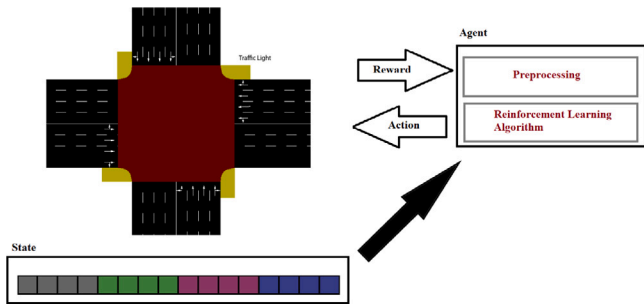 Traffic Light
Agent
Reward
Preprocessing
Action
Reinforcement Learning
Algorithm
State